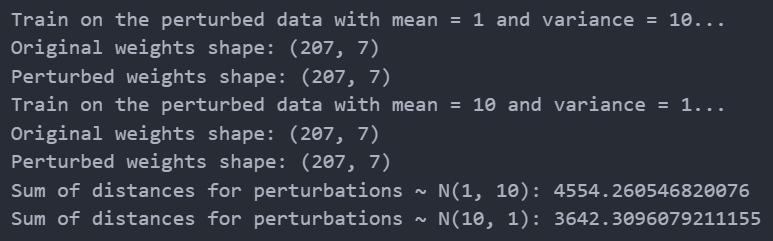 Train on the perturbed data with mean = 1 and variance = 10...
Original weights shape: (207, 7)
Perturbed weights shape: (207, 7)
Train on the perturbed data with mean = 10 and variance = 1...
Original weights shape: (207, 7)
Perturbed weights shape: (207, 7)
Sum of distances for perturbations ~ N(1, 10): 4554.260546820076
Sum of distances for perturbations ~ N(10, 1): 3642.3096079211155